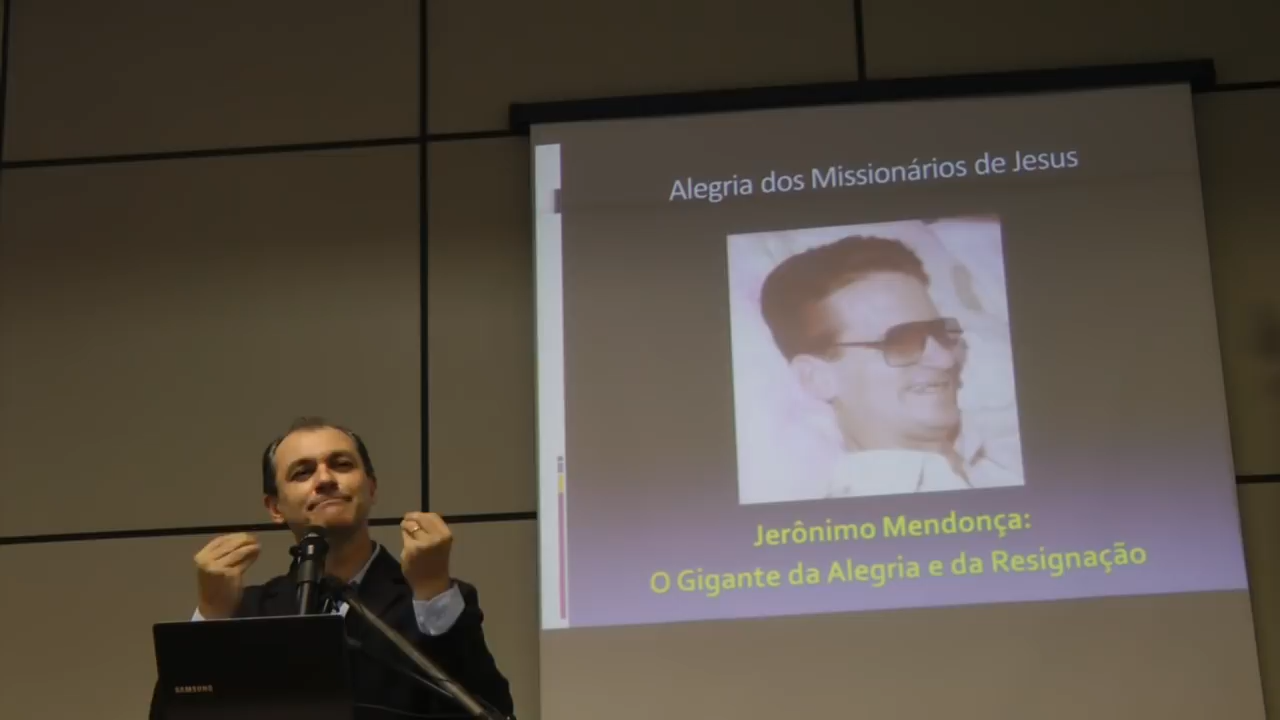 Alegria dos Missionários de Jesus
Jerônimo Mendonça:
O Gigante da Alegria e da Resignação
SAMSUNG